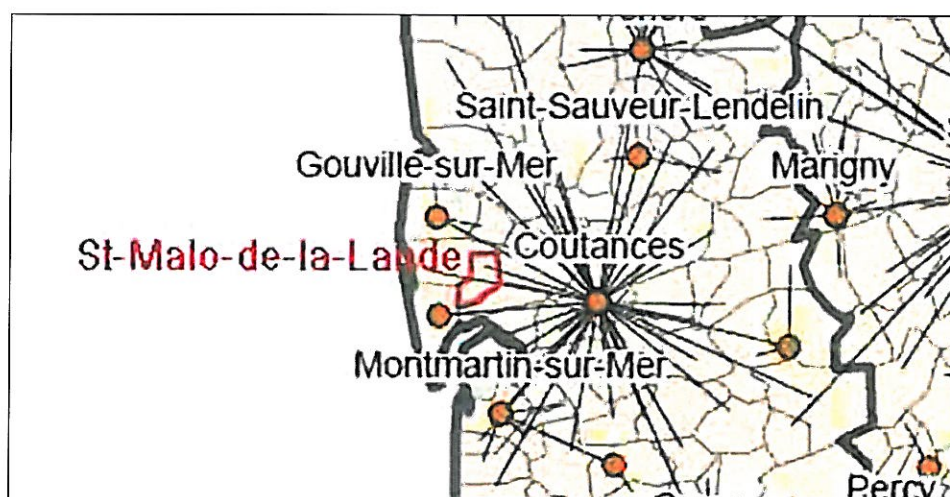 Saint-Sauveur-Lendelin
Gouville-sur-Mer
Marigny
St-Malo-de-la-Lande
Coutances
Montmartin-sur-Mer
Percy